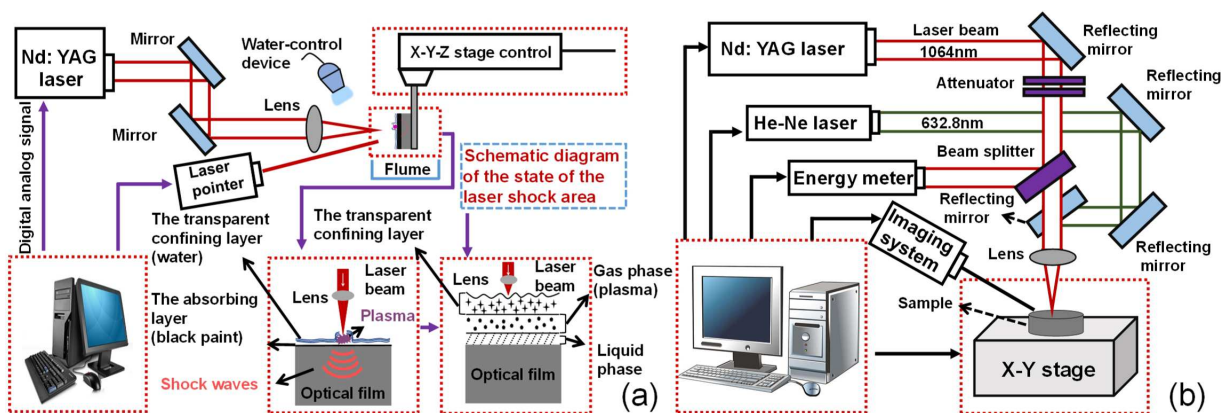 Nd: YAG
laser
Mirror
Mirror
Water-control
device
Lens
X-Y-Z stage control
Flume
Laser
pointer
Digital analog signal
Schematic diagram
of the state of the
laser shock area
The transparent
confining layer
(water)
The absorbing
layer
(black paint)
Shock waves
Lens
Laser
beam
Plasma
Optical film
The transparent
confining layer
Lens
Laser
beam
Gas phase
(plasma)
Liquid
phase
Optical film
(a)
Nd: YAG laser
Laser beam
1064nm
Reflecting
mirror
Attenuator
Reflecting
mirror
He-Ne laser
632.8nm
Beam splitter
Energy meter
Reflecting
mirror
Imaging
system
Lens
Reflecting
mirror
Sample
X-Y stage
(b)